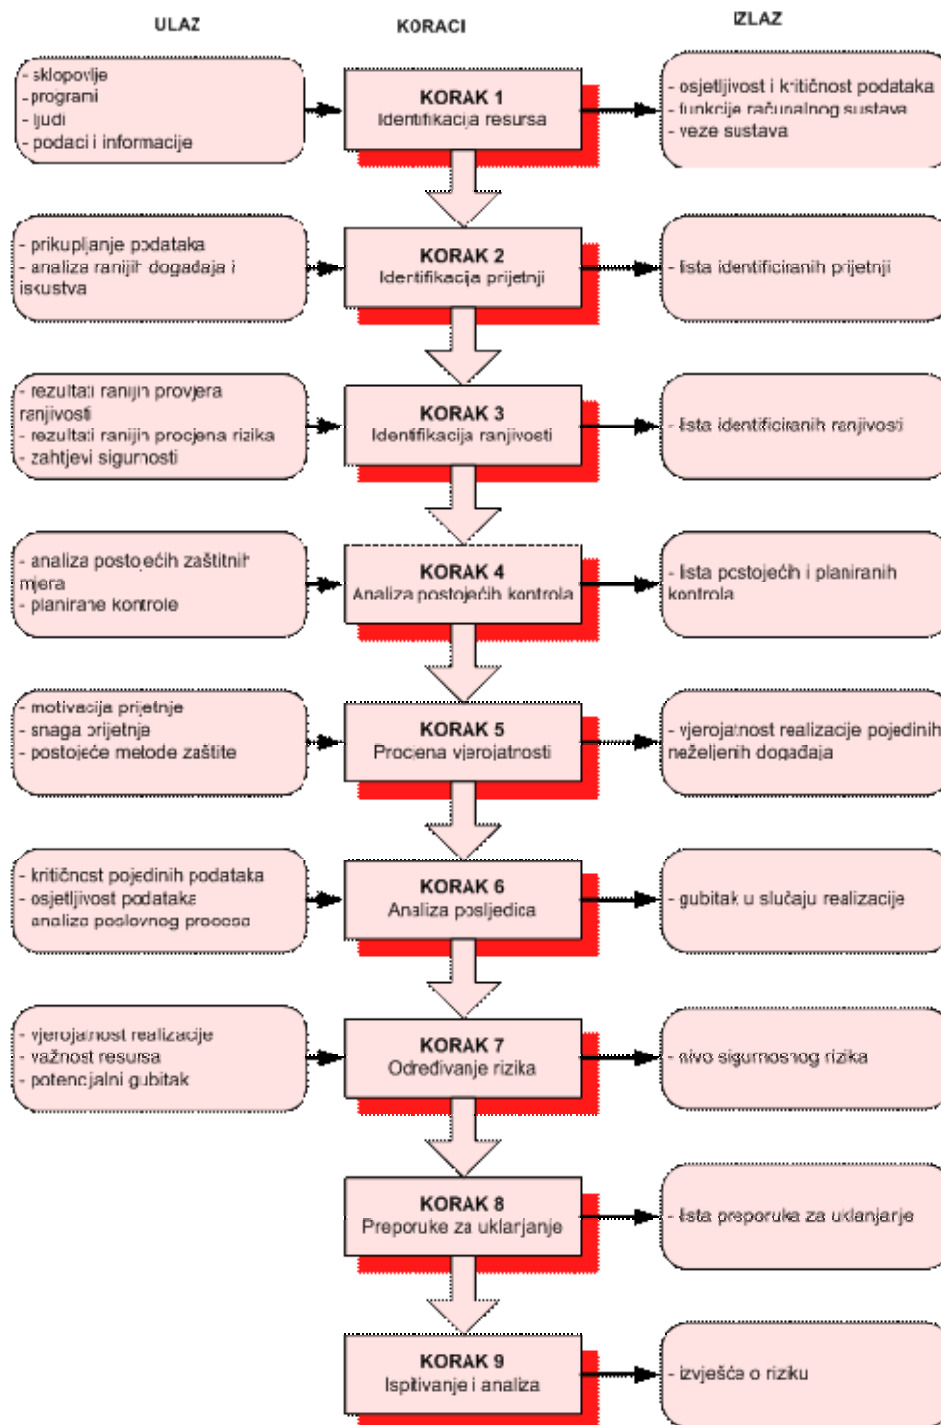 ULAZ
KORACI
IZLAZ
- sklopovlje
- programi
- ljudi
- podaci i informacije
KORAK 1
Identifikacija resursa
- osjetljivost i kritičnost podataka
- funkcije računalnog sustava
- veze sustava
- prikupljanje podataka
- analiza ranijih događaja i
iskustva
KORAK 2
Identifikacija prijetnji
- lista identificiranih prijetnji
- rezultati ranijih provjera
ranjivosti
- rezultati ranijih procjena rizika
- zahtjevi sigurnosti
KORAK 3
Identifikacija ranjivosti
- lista identificiranih ranjivosti
- analiza postojećih zaštitnih
mjera
- planirane kontrole
KORAK 4
Analiza postojećih kontrola
- lista postojećih i planiranih
kontrola
- motivacija prijetnje
- snaga prijetnje
- postojeće metode zaštite
KORAK 5
Procjena vjerojatnosti
- vjerojatnost realizacije pojedinih
neželjenih događaja
- kritičnost pojedinih podataka
- osjetljivost podataka
analiza poslovnog procesa
KORAK 6
Analiza posljedica
- gubitak u slučaju realizacije
- vjerojatnost realizacije
- važnost resursa
- potencijalni gubitak
KORAK 7
Određivanje rizika
- nivo sigurnosnog rizika
KORAK 8
Preporuke za uklanjanje
- lista preporuka za uklanjanje
KORAK 9
Ispitivanje i analiza
- izvješće o riziku